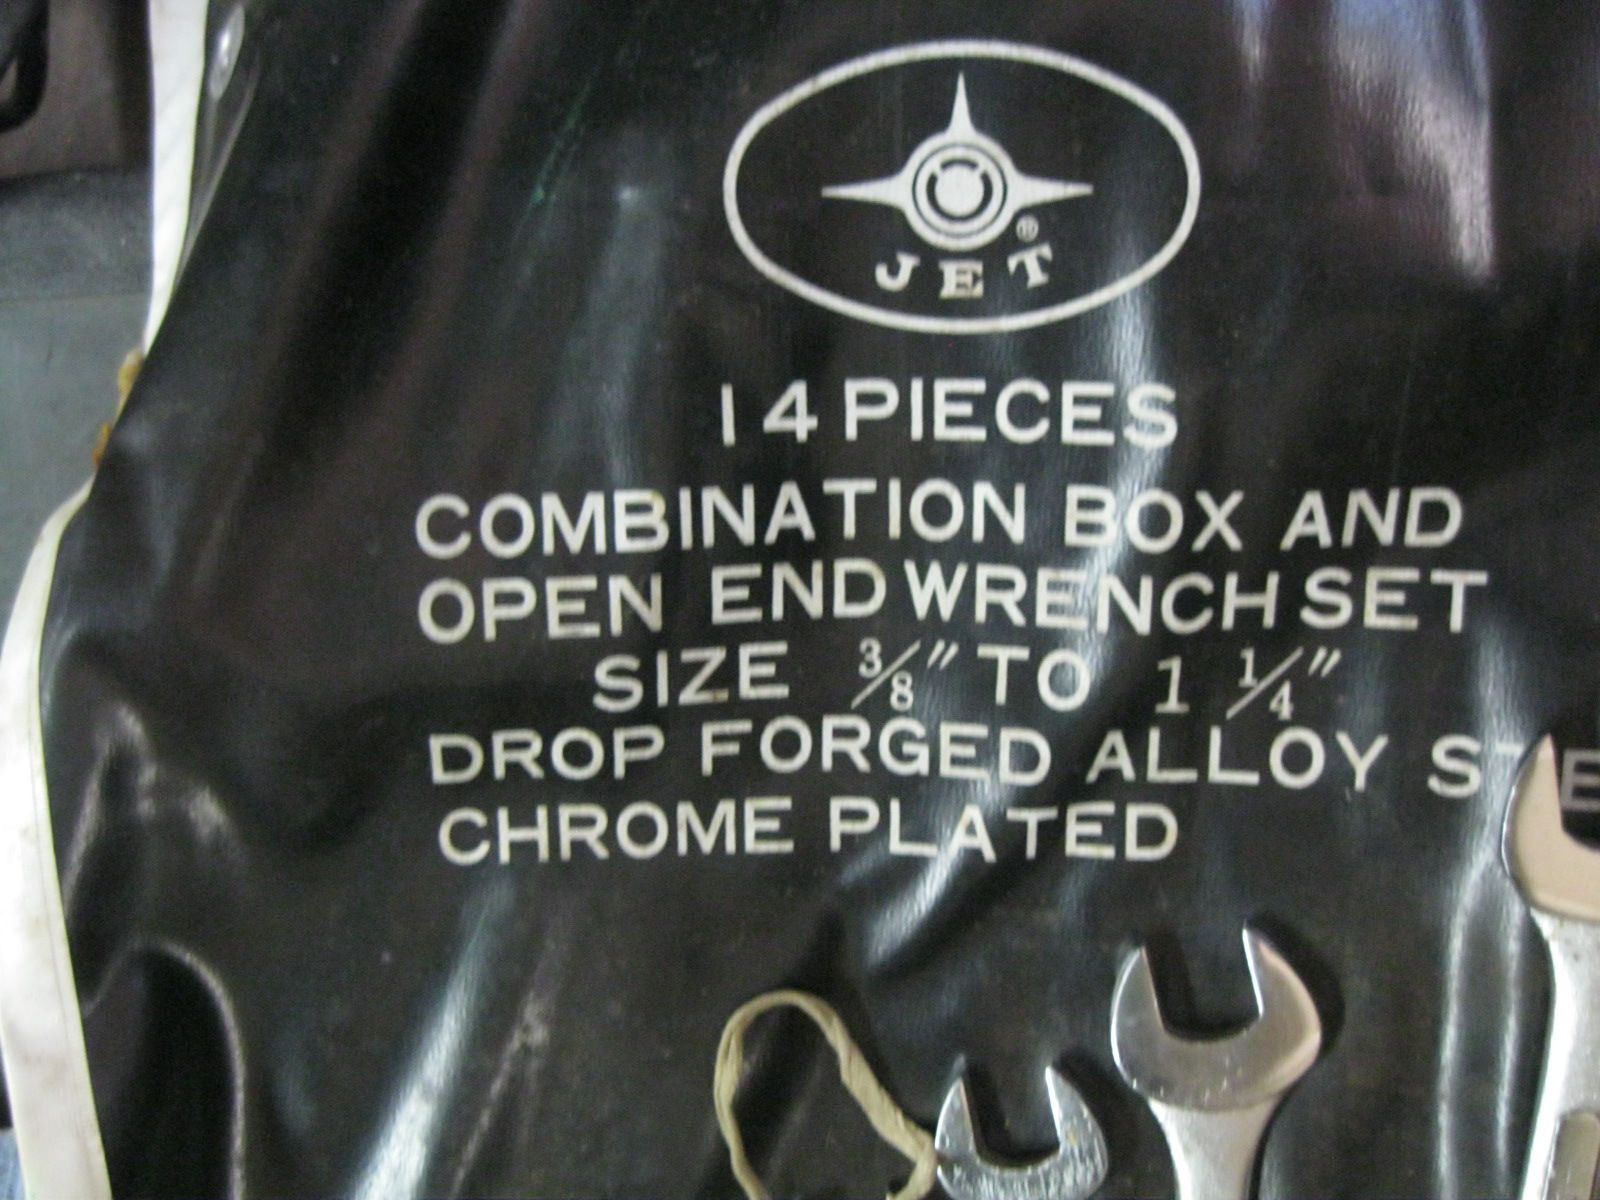 ®
JET
14 PIECES
COMBINATION BOX AND
OPEN END WRENCH SET
SIZE 3/8" TO 1 1/4"
DROP FORGED ALLOY
CHROME PLATED